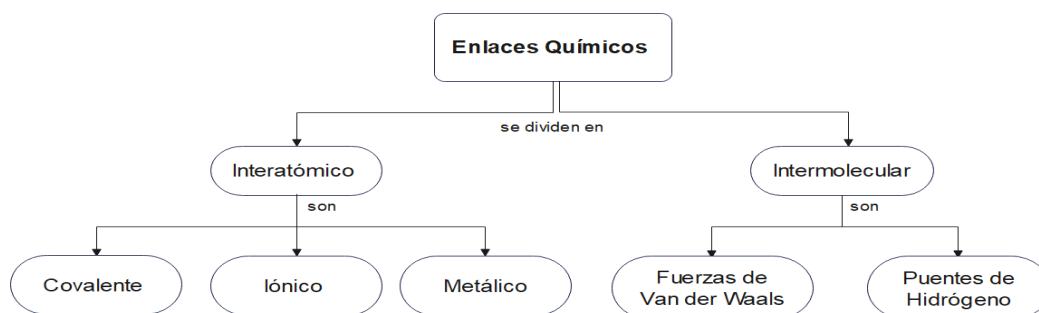 Enlaces Químicos
se dividen en
Interatómico
Intermolecular
son
son
Covalente
Iónico
Metálico
Fuerzas de
Van der Waals
Puentes de
Hidrógeno